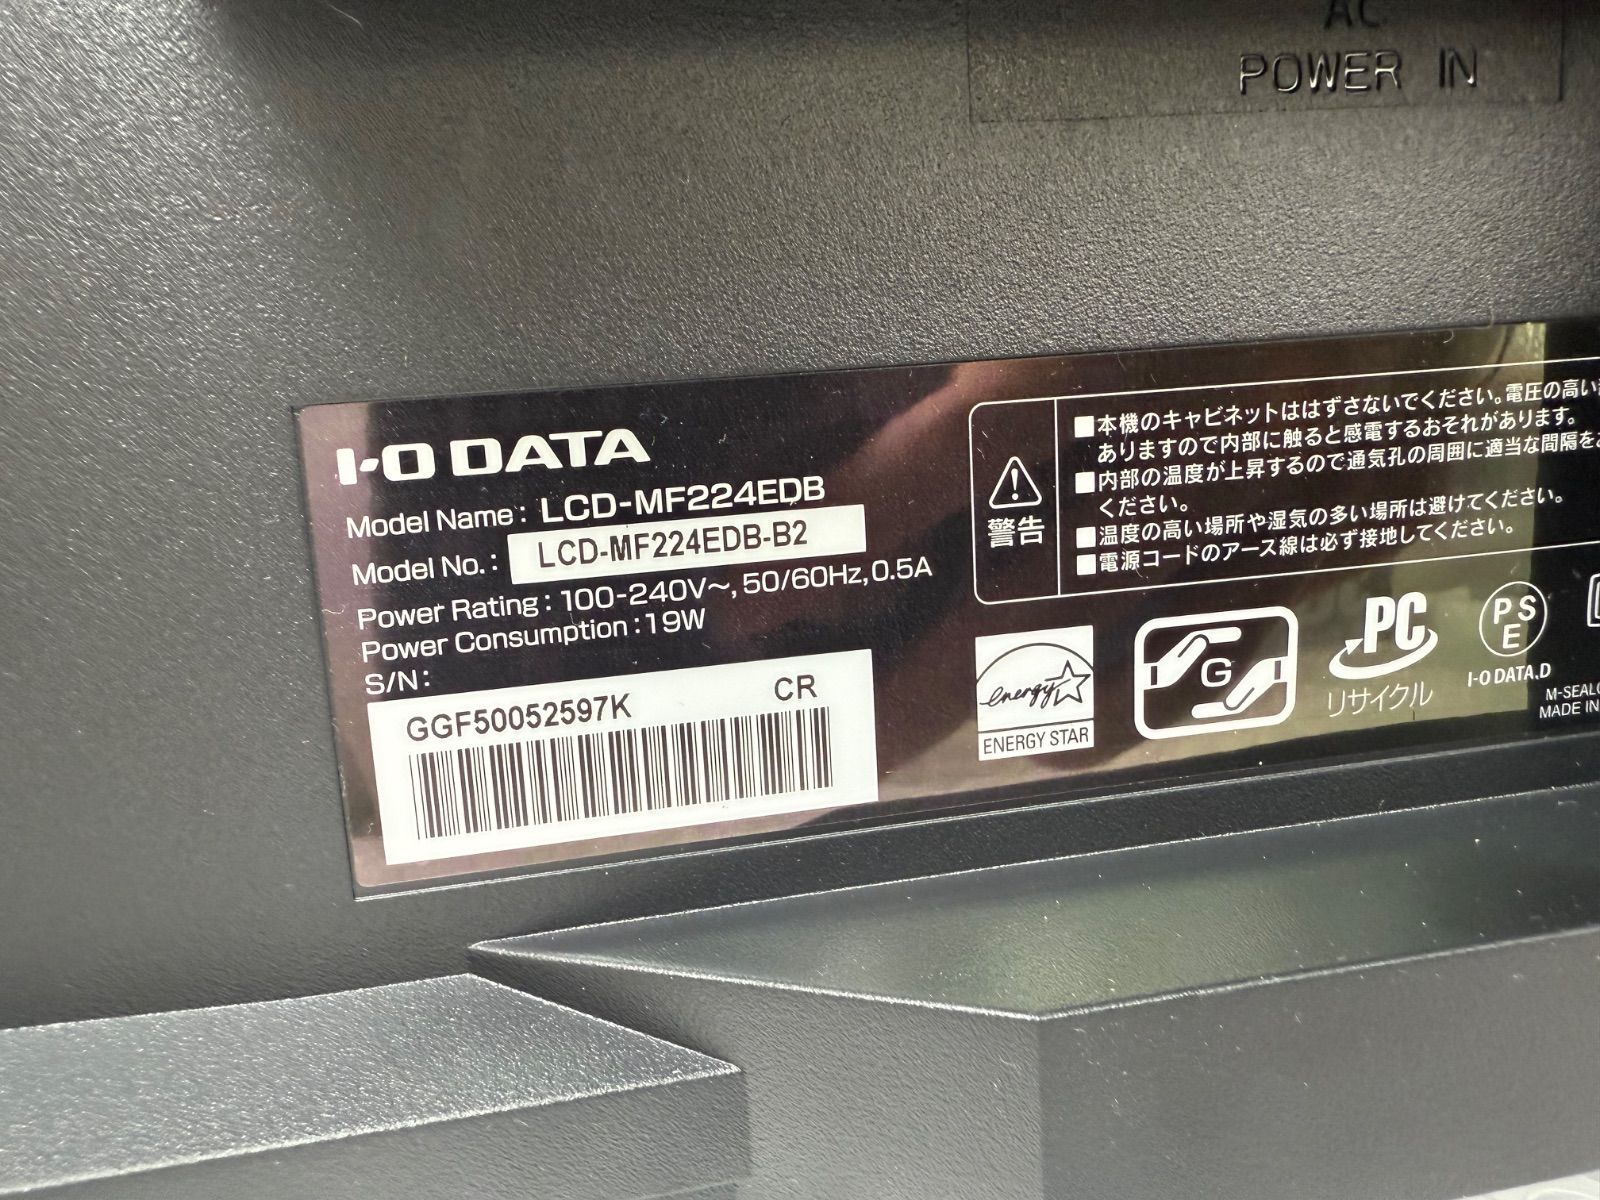 AC
POWER IN
I-O DATA
Model Name: LCD-MF224EDB
Model No.: LCD-MF224EDB-B2
Power Rating: 100-240V～, 50/60Hz, 0.5A
Power Consumption: 19W
S/N:
GGF50052597K CR
警告
■本機のキャビネットははずさないでください。電圧の高い
ありますので内部に触ると感電するおそれがあります。
■内部の温度が上昇するので通気孔の周囲に適当な間隔を
ください。
■温度の高い場所や湿気の多い場所は避けてください。
■電源コードのアース線は必ず接地してください。
energy
ENERGY STAR
G
PC
リサイクル
PS
E
I-O DATA.D
MADE IN